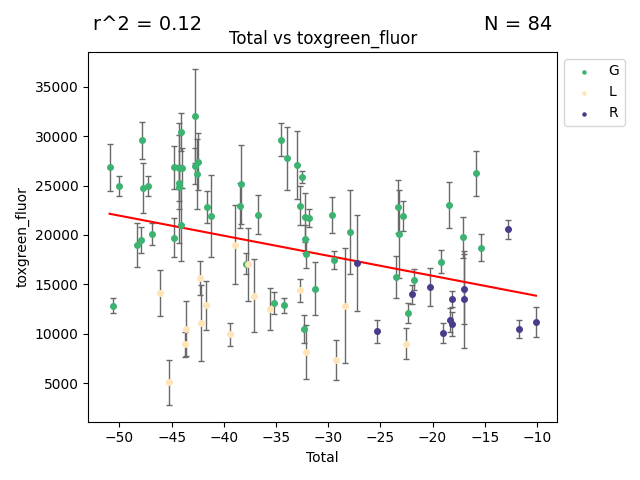 r^2 = 0.12 N = 84
Total vs toxgreen_fluor
35000
30000
25000
20000
15000
10000
5000
toxgreen_fluor
−50 −45 −40 −35 −30 −25 −20 −15 −10
Total
G
L
R